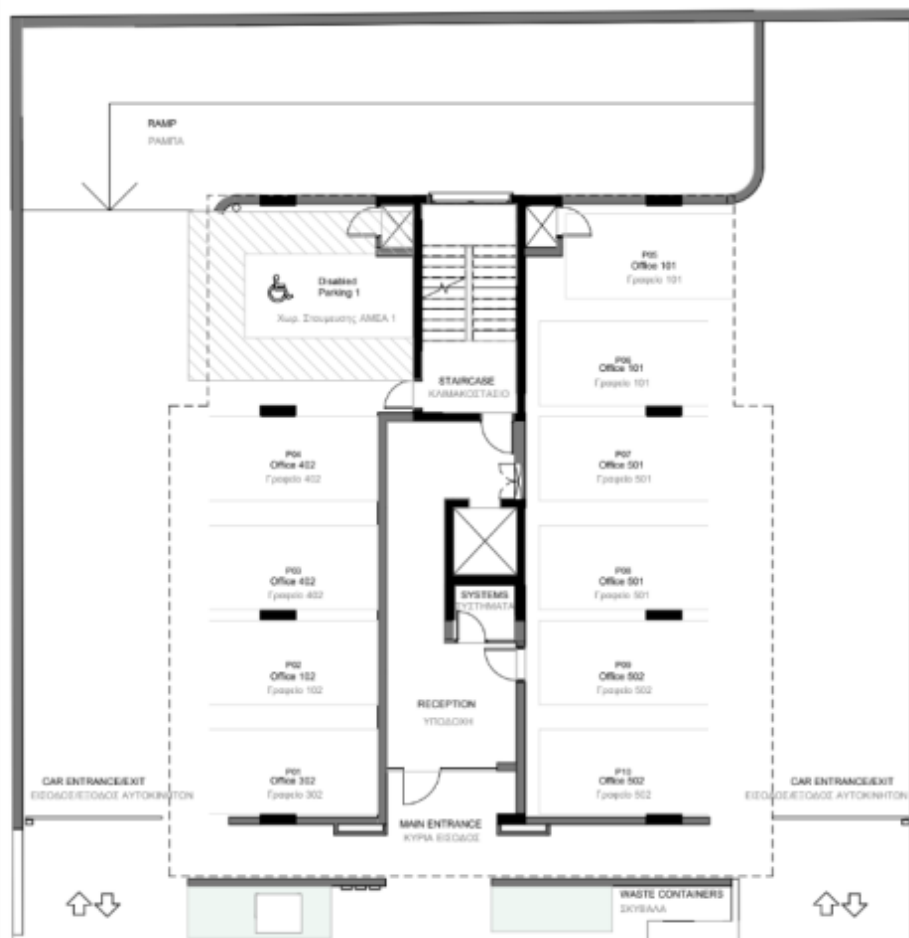 RAMP
ΡΑΜΠΑ
Disabled
Parking 1
Χωρ. Στάθμευσης ΑΜΕΑ 1
P05
Office 101
Γραφείο 101
P06
Office 101
Γραφείο 101
STAIRCASE
ΚΛΙΜΑΚΟΣΤΑΣΙΟ
P04
Office 402
Γραφείο 402
P07
Office 501
Γραφείο 501
P03
Office 402
Γραφείο 402
P08
Office 501
Γραφείο 501
SYSTEMS
ΣΥΣΤΗΜΑΤΑ
P02
Office 102
Γραφείο 102
P09
Office 502
Γραφείο 502
RECEPTION
ΥΠΟΔΟΧΗ
P01
Office 302
Γραφείο 302
P10
Office 502
Γραφείο 502
CAR ENTRANCE/EXIT
ΕΙΣΟΔΟΣ/ΕΞΟΔΟΣ ΑΥΤΟΚΙΝΗΤΩΝ
CAR ENTRANCE/EXIT
ΕΙΣΟΔΟΣ/ΕΞΟΔΟΣ ΑΥΤΟΚΙΝΗΤΩΝ
MAIN ENTRANCE
ΚΥΡΙΑ ΕΙΣΟΔΟΣ
WASTE CONTAINERS
ΣΚΥΒΑΛΑ